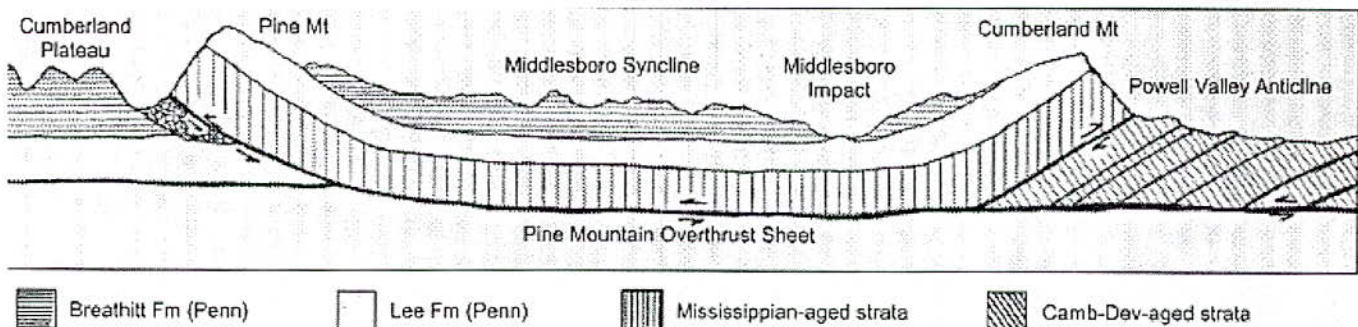 Cumberland
Plateau
Pine Mt
Middlesboro Syncline
Middlesboro
Impact
Cumberland Mt
Powell Valley Anticline
Pine Mountain Overthrust Sheet
Breathitt Fm (Penn)
Lee Fm (Penn)
Mississippian-aged strata
Camb-Dev-aged strata